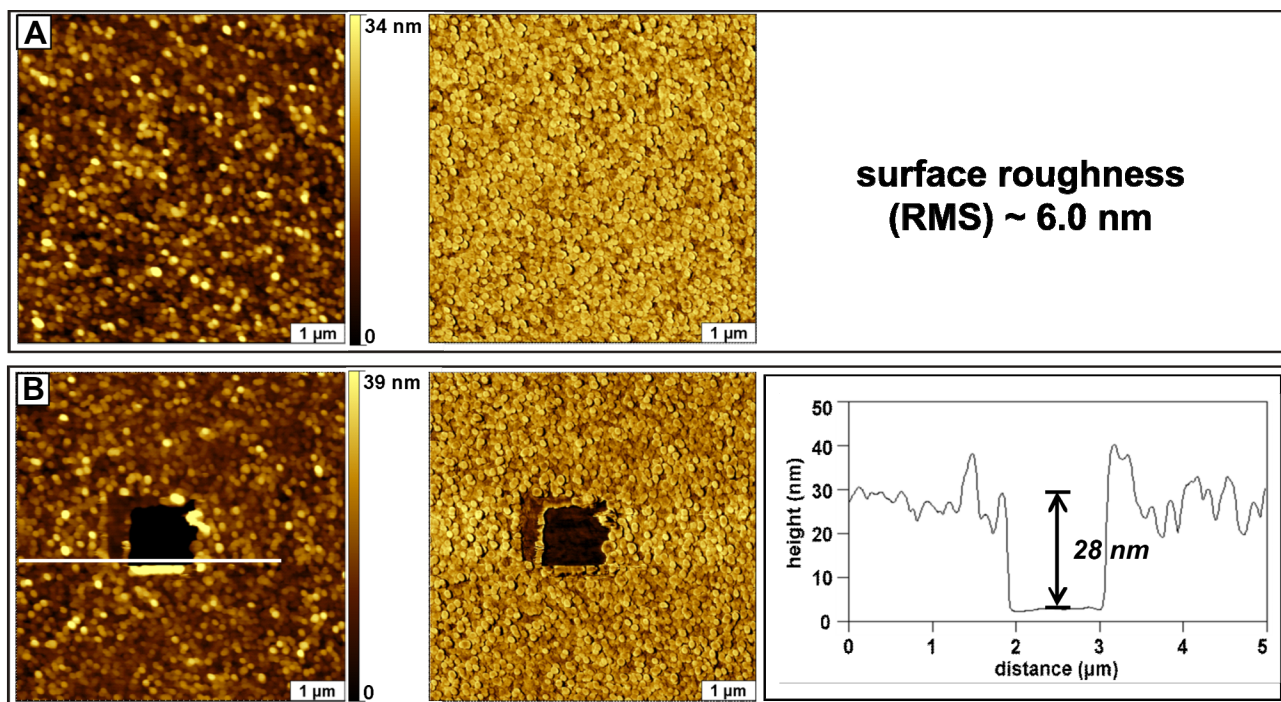 A
34 nm
0
1 µm
1 µm
surface roughness
(RMS) ~ 6.0 nm
B
39 nm
0
1 µm
1 µm
50
40
30
20
10
0
height (nm)
28 nm
0
1
2
3
4
5
distance (µm)